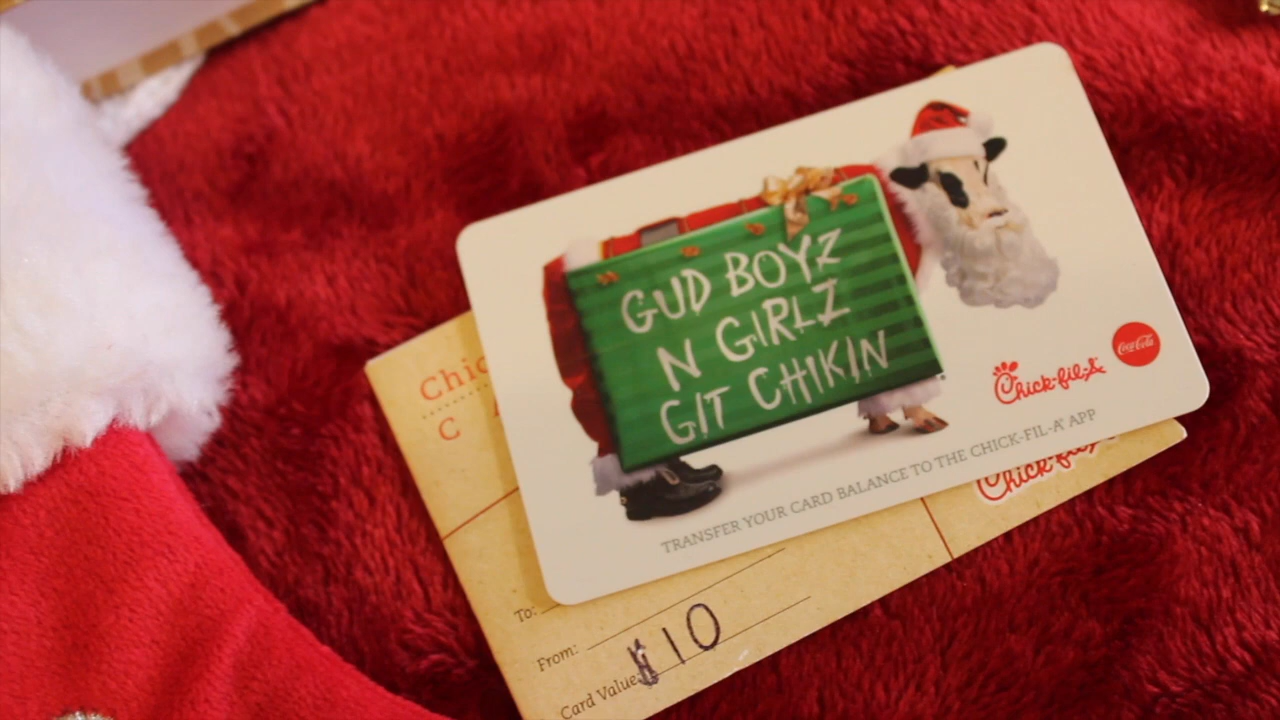 GUD BOYZ
N GIRLZ
GIT CHIKIN
Chick-fil-A
Coca-Cola
TRANSFER YOUR CARD BALANCE TO THE CHICK-FIL-A® APP
Chick-fil-A
To:
From:
Card Value: $10